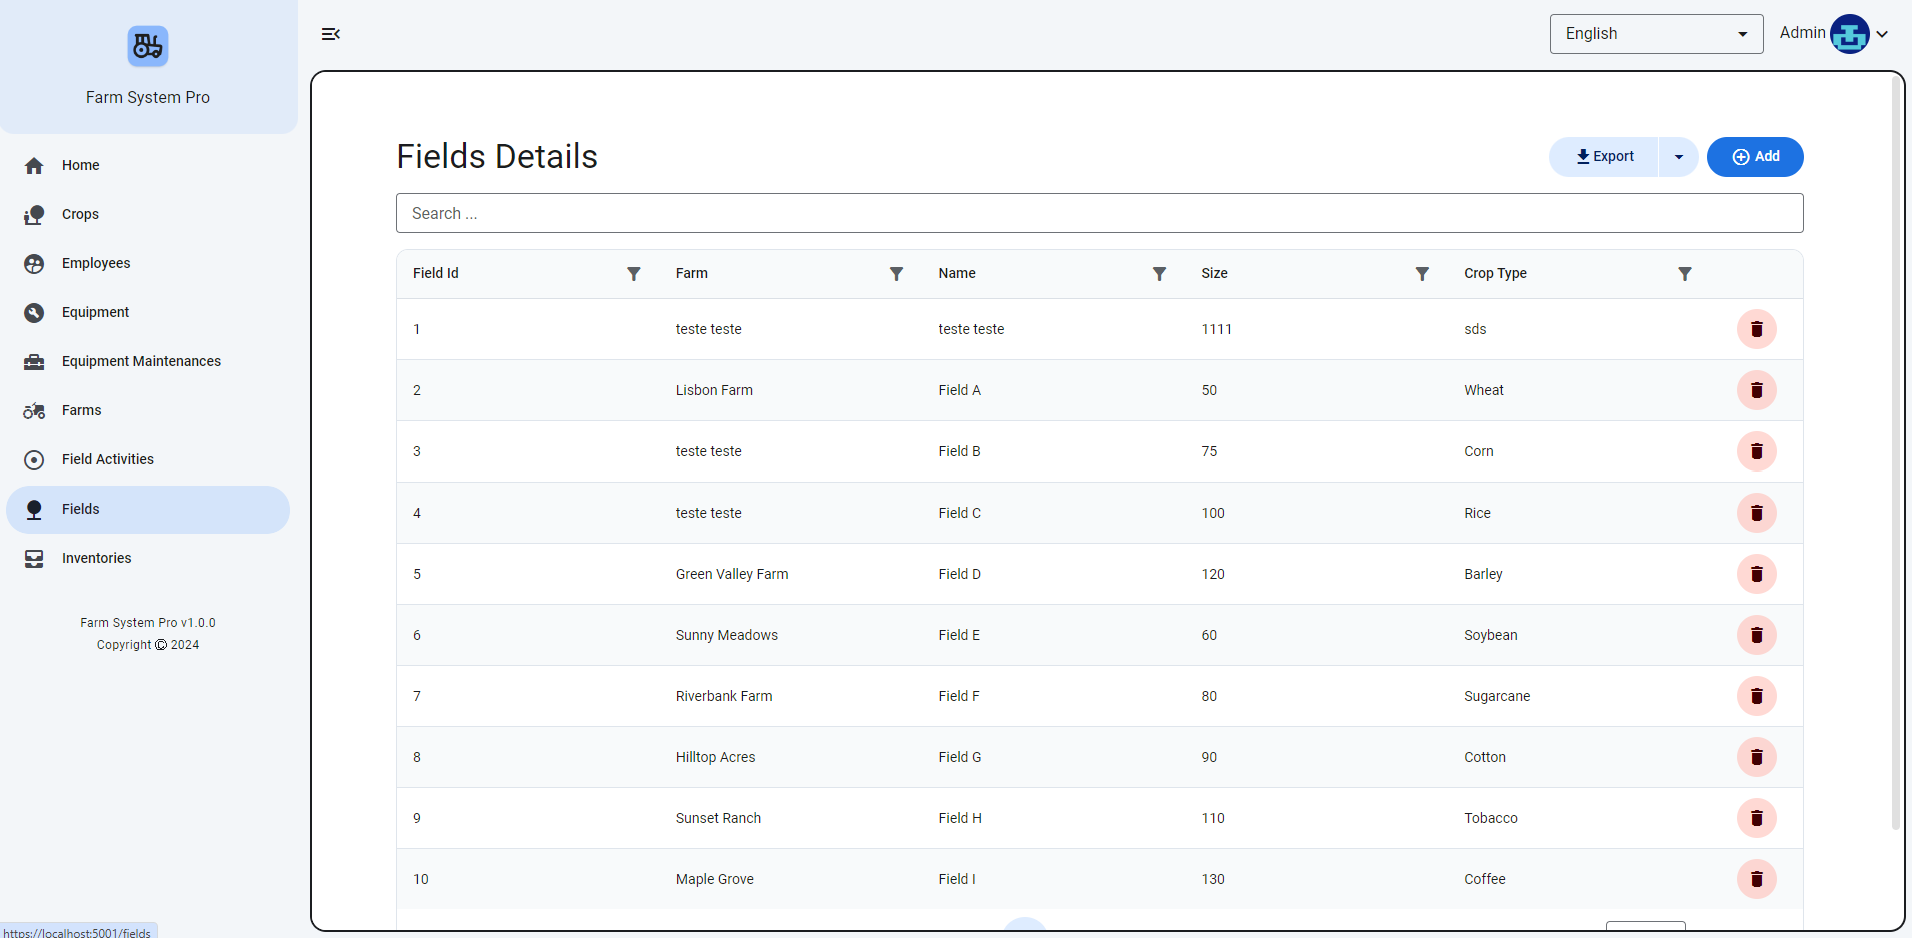 English
Admin
Farm System Pro
Home
Crops
Employees
Equipment
Equipment Maintenances
Farms
Field Activities
Fields
Inventories
Farm System Pro v1.0.0
Copyright © 2024
https://localhost:5001/fields
Fields Details
Export
Add
Search ...
Field Id Farm Name Size Crop Type
1 teste teste teste teste 1111 sds
2 Lisbon Farm Field A 50 Wheat
3 teste teste Field B 75 Corn
4 teste teste Field C 100 Rice
5 Green Valley Farm Field D 120 Barley
6 Sunny Meadows Field E 60 Soybean
7 Riverbank Farm Field F 80 Sugarcane
8 Hilltop Acres Field G 90 Cotton
9 Sunset Ranch Field H 110 Tobacco
10 Maple Grove Field I 130 Coffee